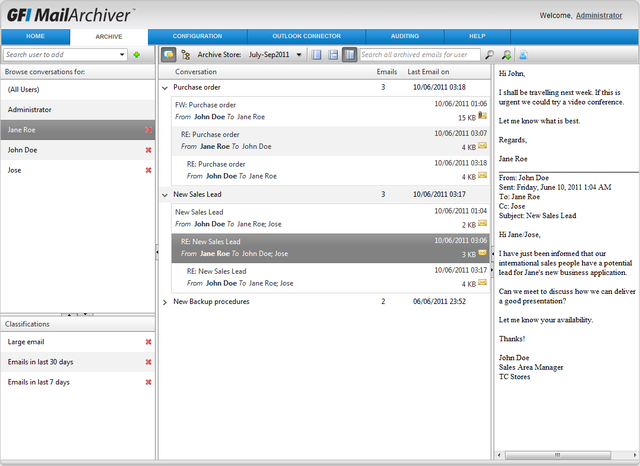 GFI MailArchiver™
Welcome, Administrator
HOME ARCHIVE CONFIGURATION OUTLOOK CONNECTOR AUDITING HELP
Search user to add
Browse conversations for:
(All Users)
Administrator
Jane Roe
John Doe
Jose
Classifications
Large email
Emails in last 30 days
Emails in last 7 days
Archive Store: July-Sep2011 Search all archived emails for user
Conversation Emails Last Email on
Purchase order 3 10/06/2011 03:18
FW: Purchase order 10/06/2011 01:06
From John Doe To Jane Roe 15 KB
RE: Purchase order 10/06/2011 03:07
From Jane Roe To John Doe 4 KB
RE: Purchase order 10/06/2011 03:18
From John Doe To Jane Roe 4 KB
New Sales Lead 3 10/06/2011 03:17
New Sales Lead 10/06/2011 01:04
From John Doe To Jane Roe; Jose 2 KB
RE: New Sales Lead 10/06/2011 03:06
From Jane Roe To John Doe; Jose 3 KB
RE: New Sales Lead 10/06/2011 03:17
From John Doe To Jane Roe; Jose 4 KB
New Backup procedures 2 06/06/2011 23:52
Hi John,
I shall be travelling next week. If this is
urgent we could try a video conference.
Let me know what is best.
Regards,
Jane Roe
From: John Doe
Sent: Friday, June 10, 2011 1:04 AM
To: Jane Roe
Cc: Jose
Subject: New Sales Lead
Hi Jane/Jose,
I have just been informed that our
international sales people have a potential
lead for Jane's new business application.
Can we meet to discuss how we can deliver
a good presentation?
Let me know your availability.
Thanks!
John Doe
Sales Area Manager
TC Stores